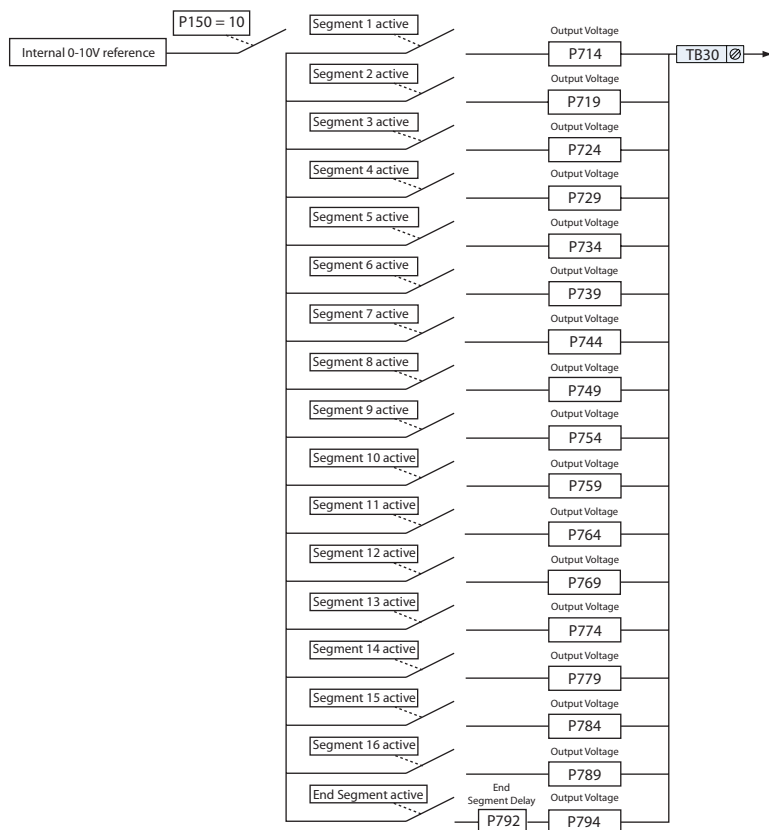 P150 = 10
Internal 0-10V reference
Segment 1 active
Output Voltage
P714
TB30
Segment 2 active
Output Voltage
P719
Segment 3 active
Output Voltage
P724
Segment 4 active
Output Voltage
P729
Segment 5 active
Output Voltage
P734
Segment 6 active
Output Voltage
P739
Segment 7 active
Output Voltage
P744
Segment 8 active
Output Voltage
P749
Segment 9 active
Output Voltage
P754
Segment 10 active
Output Voltage
P759
Segment 11 active
Output Voltage
P764
Segment 12 active
Output Voltage
P769
Segment 13 active
Output Voltage
P774
Segment 14 active
Output Voltage
P779
Segment 15 active
Output Voltage
P784
Segment 16 active
Output Voltage
P789
End Segment active
End
Segment Delay
P792
Output Voltage
P794